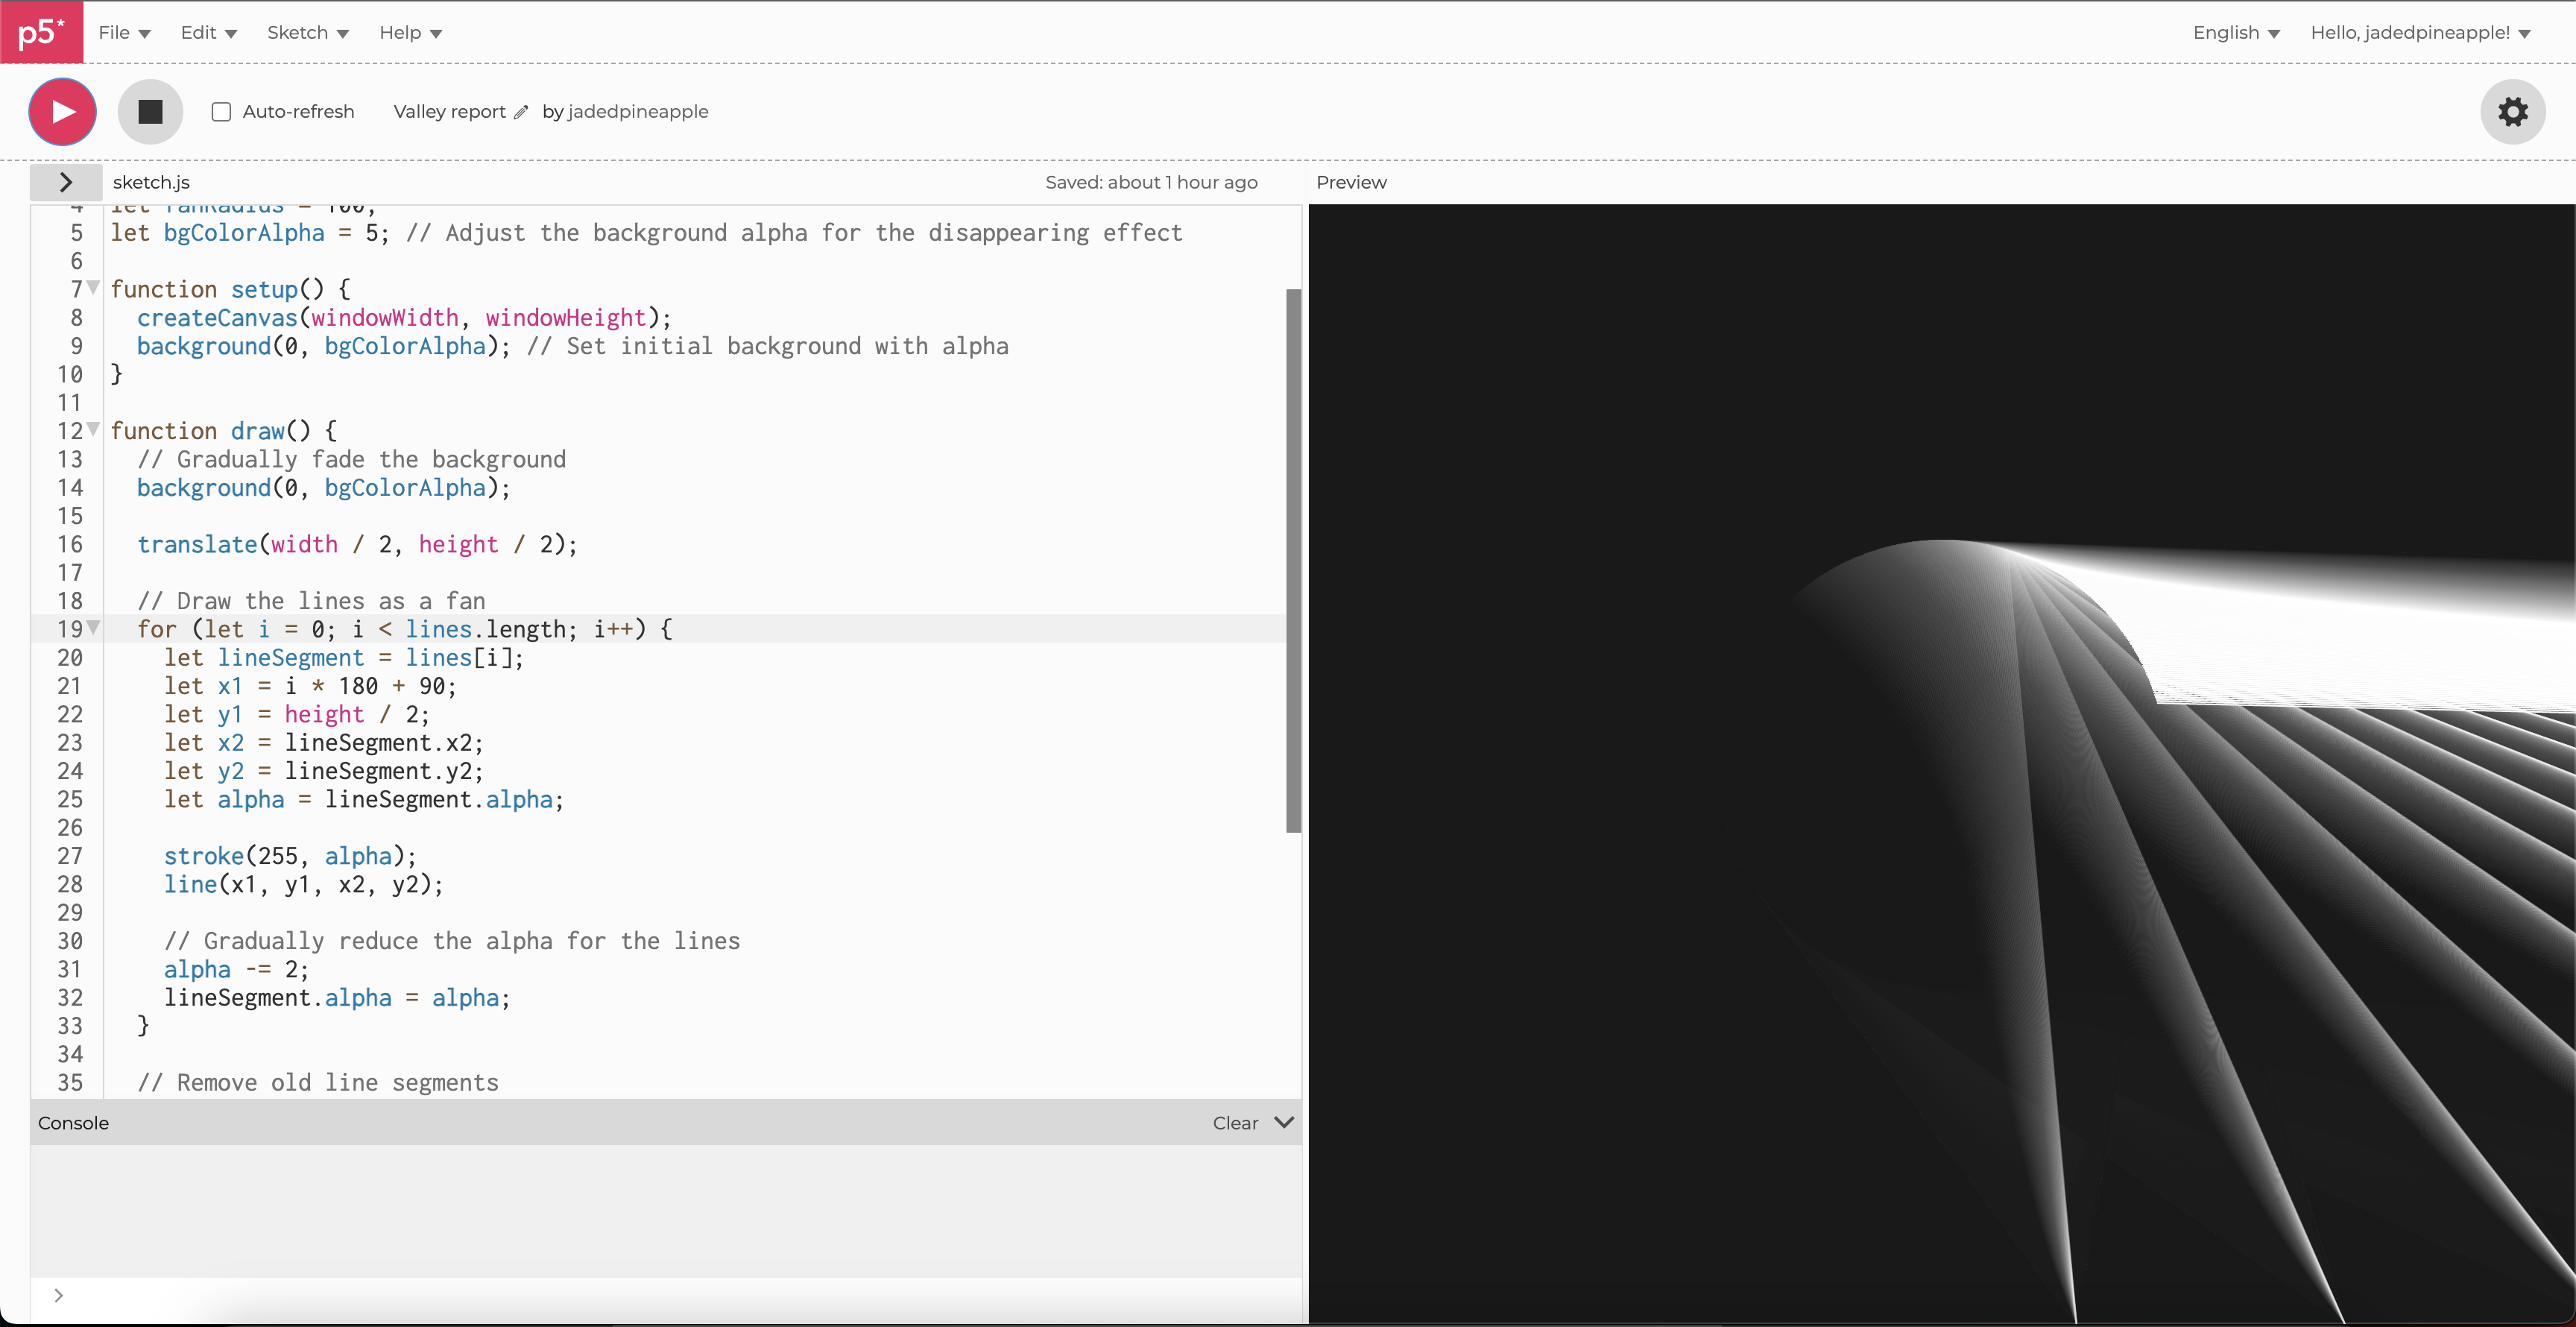 p5*
File Edit Sketch Help English Hello, jadedpineapple!
Auto-refresh Valley report by jadedpineapple
sketch.js Saved: about 1 hour ago Preview
4 let fanRadius = 100;
5 let bgColorAlpha = 5; // Adjust the background alpha for the disappearing effect
6
7 function setup() {
8 createCanvas(windowWidth, windowHeight);
9 background(0, bgColorAlpha); // Set initial background with alpha
10 }
11
12 function draw() {
13 // Gradually fade the background
14 background(0, bgColorAlpha);
15
16 translate(width / 2, height / 2);
17
18 // Draw the lines as a fan
19 for (let i = 0; i < lines.length; i++) {
20 let lineSegment = lines[i];
21 let x1 = i * 180 + 90;
22 let y1 = height / 2;
23 let x2 = lineSegment.x2;
24 let y2 = lineSegment.y2;
25 let alpha = lineSegment.alpha;
26
27 stroke(255, alpha);
28 line(x1, y1, x2, y2);
29
30 // Gradually reduce the alpha for the lines
31 alpha -= 2;
32 lineSegment.alpha = alpha;
33 }
34
35 // Remove old line segments
Console Clear
>